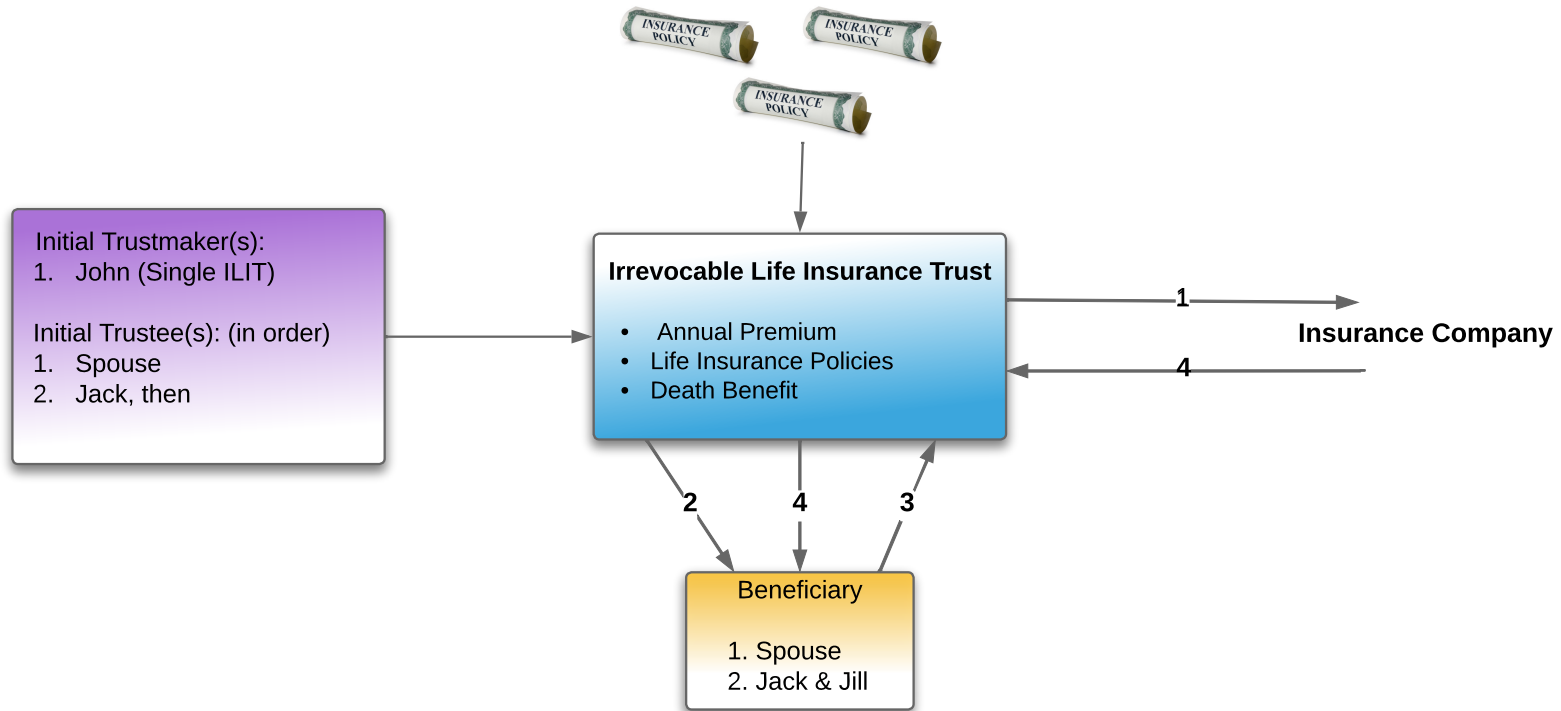 INSURANCE
POLICY
INSURANCE
POLICY
INSURANCE
POLICY
Initial Trustmaker(s):
1. John (Single ILIT)
Initial Trustee(s): (in order)
1. Spouse
2. Jack, then
Irrevocable Life Insurance Trust
• Annual Premium
• Life Insurance Policies
• Death Benefit
1
Insurance Company
4
2
4
3
Beneficiary
1. Spouse
2. Jack & Jill